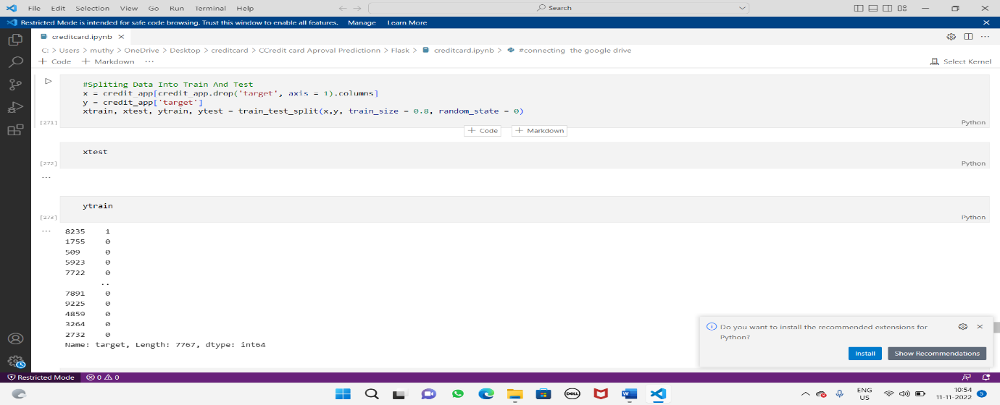 File Edit Selection View Go Run Terminal Help
Search
Restricted Mode is intended for safe code browsing. Trust this window to enable all features. Manage Learn More
creditcard.ipynb
C: > Users > muthy > OneDrive > Desktop > creditcard > CCredit card Aproval Predictionn > Flask > creditcard.ipynb > #connecting the google drive
+ Code + Markdown ...
Select Kernel
#Spliting Data Into Train And Test
x = credit_app[credit_app.drop('target', axis = 1).columns]
y = credit_app['target']
xtrain, xtest, ytrain, ytest = train_test_split(x,y, train_size = 0.8, random_state = 0)
[271] Python
+ Code + Markdown
xtest
[272] Python
...
ytrain
[273] Python
...
8235 1
1755 0
509 0
5923 0
7722 0
..
7891 0
9225 0
4859 0
3264 0
2732 0
Name: target, Length: 7767, dtype: int64
Do you want to install the recommended extensions for
Python?
Install Show Recommendations
Restricted Mode 0 0
DELL
ENG
US
10:54
11-11-2022
5